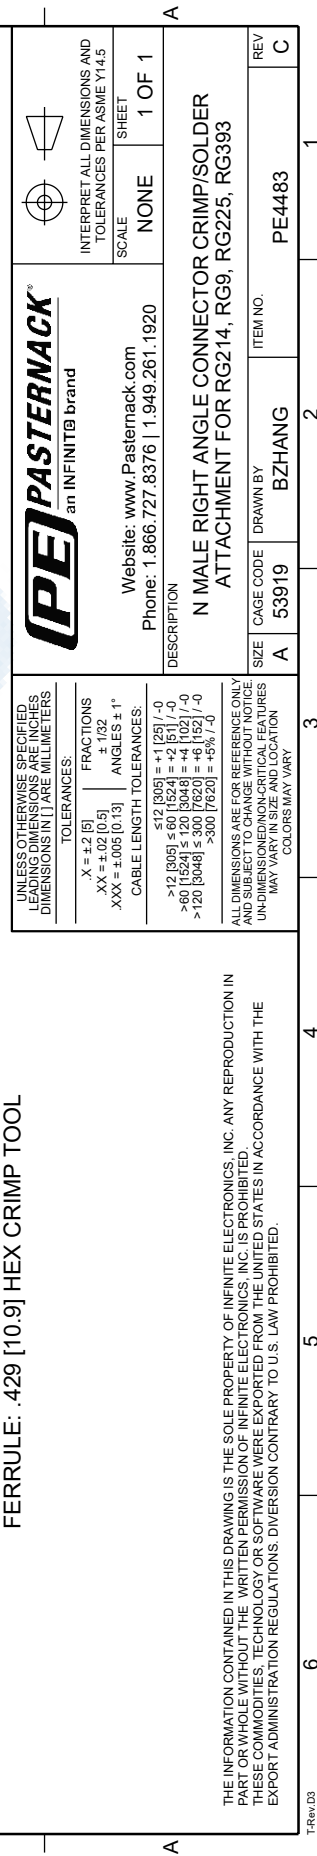 FERRULE: .429 [10.9] HEX CRIMP TOOL
THE INFORMATION CONTAINED IN THIS DRAWING IS THE SOLE PROPERTY OF INFINITE ELECTRONICS, INC. ANY REPRODUCTION IN
PART OR WHOLE WITHOUT THE WRITTEN PERMISSION OF INFINITE ELECTRONICS, INC. IS PROHIBITED.
THESE COMMODITIES, TECHNOLOGY OR SOFTWARE WERE EXPORTED FROM THE UNITED STATES IN ACCORDANCE WITH THE
EXPORT ADMINISTRATION REGULATIONS. DIVERSION CONTRARY TO U.S. LAW PROHIBITED.
UNLESS OTHERWISE SPECIFIED
LEADING DIMENSIONS ARE INCHES
DIMENSIONS IN [ ] ARE MILLIMETERS
TOLERANCES:
.X = ±.2 [5]
.XX = ±.02 [0.5]
.XXX = ±.005 [0.13]
FRACTIONS
± 1/32
ANGLES ± 1°
CABLE LENGTH TOLERANCES:
≤12 [305] = +1 [25] / -0
>12 [305] ≤ 60 [1524] = +2 [51] / -0
>60 [1524] ≤ 120 [3048] = +4 [102] / -0
>120 [3048] ≤ 300 [7620] = +6 [152] / -0
>300 [7620] = +5% / -0
ALL DIMENSIONS ARE FOR REFERENCE ONLY
AND SUBJECT TO CHANGE WITHOUT NOTICE.
UN-DIMENSIONED/NON-CRITICAL FEATURES
MAY VARY IN SIZE AND LOCATION
COLORS MAY VARY
PE PASTERNACK
an INFINITE brand
Website: www.Pasternack.com
Phone: 1.866.727.8376 | 1.949.261.1920
INTERPRET ALL DIMENSIONS AND
TOLERANCES PER ASME Y14.5
SCALE
NONE
SHEET
1 OF 1
DESCRIPTION
N MALE RIGHT ANGLE CONNECTOR CRIMP/SOLDER
ATTACHMENT FOR RG214, RG9, RG225, RG393
SIZE
A
CAGE CODE
53919
DRAWN BY
BZHANG
ITEM NO.
PE4483
REV
C
A
A
6
5
4
3
2
1
T-Rev.D3